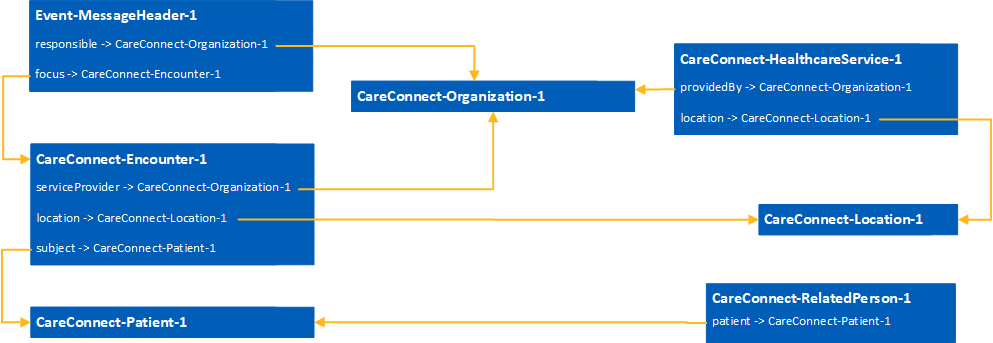 Event-MessageHeader-1
responsible -> CareConnect-Organization-1
focus -> CareConnect-Encounter-1
CareConnect-Organization-1
CareConnect-HealthcareService-1
providedBy -> CareConnect-Organization-1
location -> CareConnect-Location-1
CareConnect-Encounter-1
serviceProvider -> CareConnect-Organization-1
location -> CareConnect-Location-1
subject -> CareConnect-Patient-1
CareConnect-Location-1
CareConnect-Patient-1
CareConnect-RelatedPerson-1
patient -> CareConnect-Patient-1